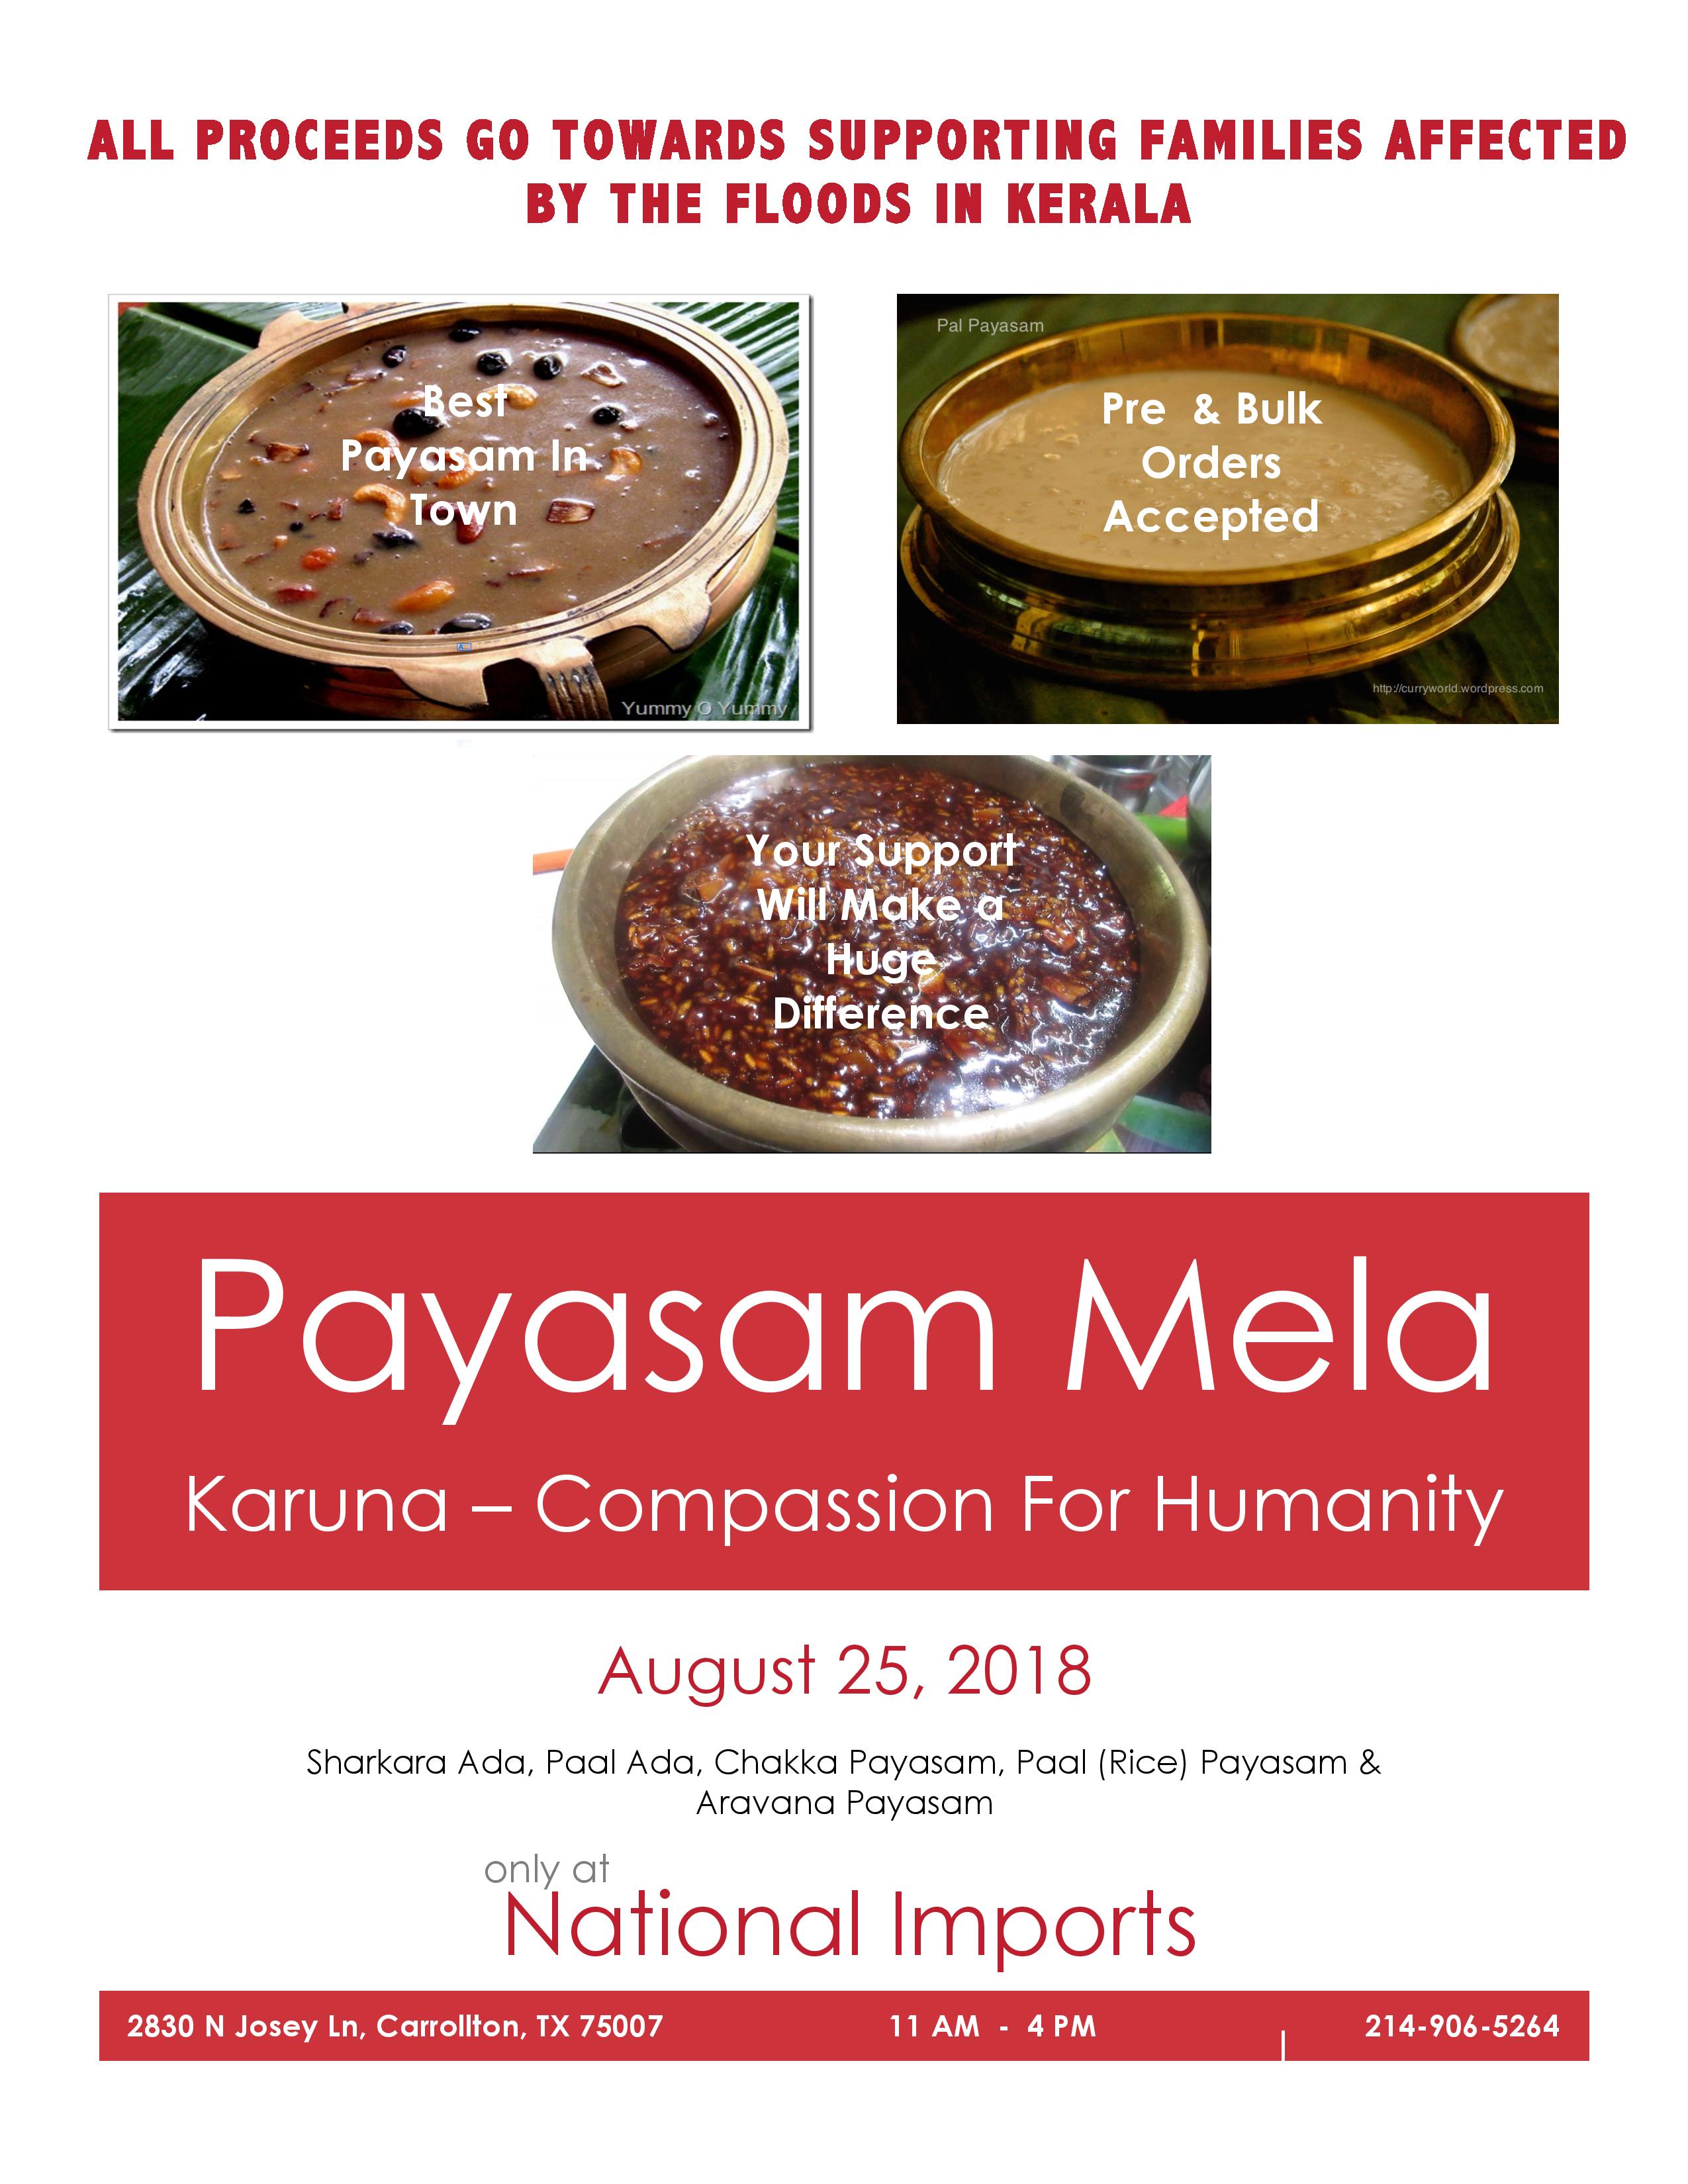 ALL PROCEEDS GO TOWARDS SUPPORTING FAMILIES AFFECTED
BY THE FLOODS IN KERALA
Best
Payasam In
Town
Yummy O Yummy
Pal Payasam
Pre & Bulk
Orders
Accepted
http://curryworld.wordpress.com
Your Support
Will Make a
Huge
Difference
Payasam Mela
Karuna – Compassion For Humanity
August 25, 2018
Sharkara Ada, Paal Ada, Chakka Payasam, Paal (Rice) Payasam &
Aravana Payasam
only at
National Imports
2830 N Josey Ln, Carrollton, TX 75007 11 AM - 4 PM 214-906-5264